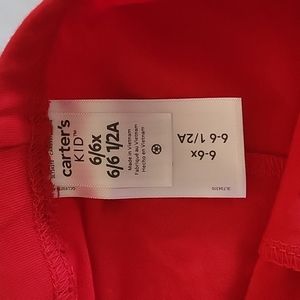 carter's
KID™
6/6x
6/6 1/2A
Made in Vietnam
Fabriqué au Vietnam
Hecho en Vietnam
6-6x
6-6 1/2A